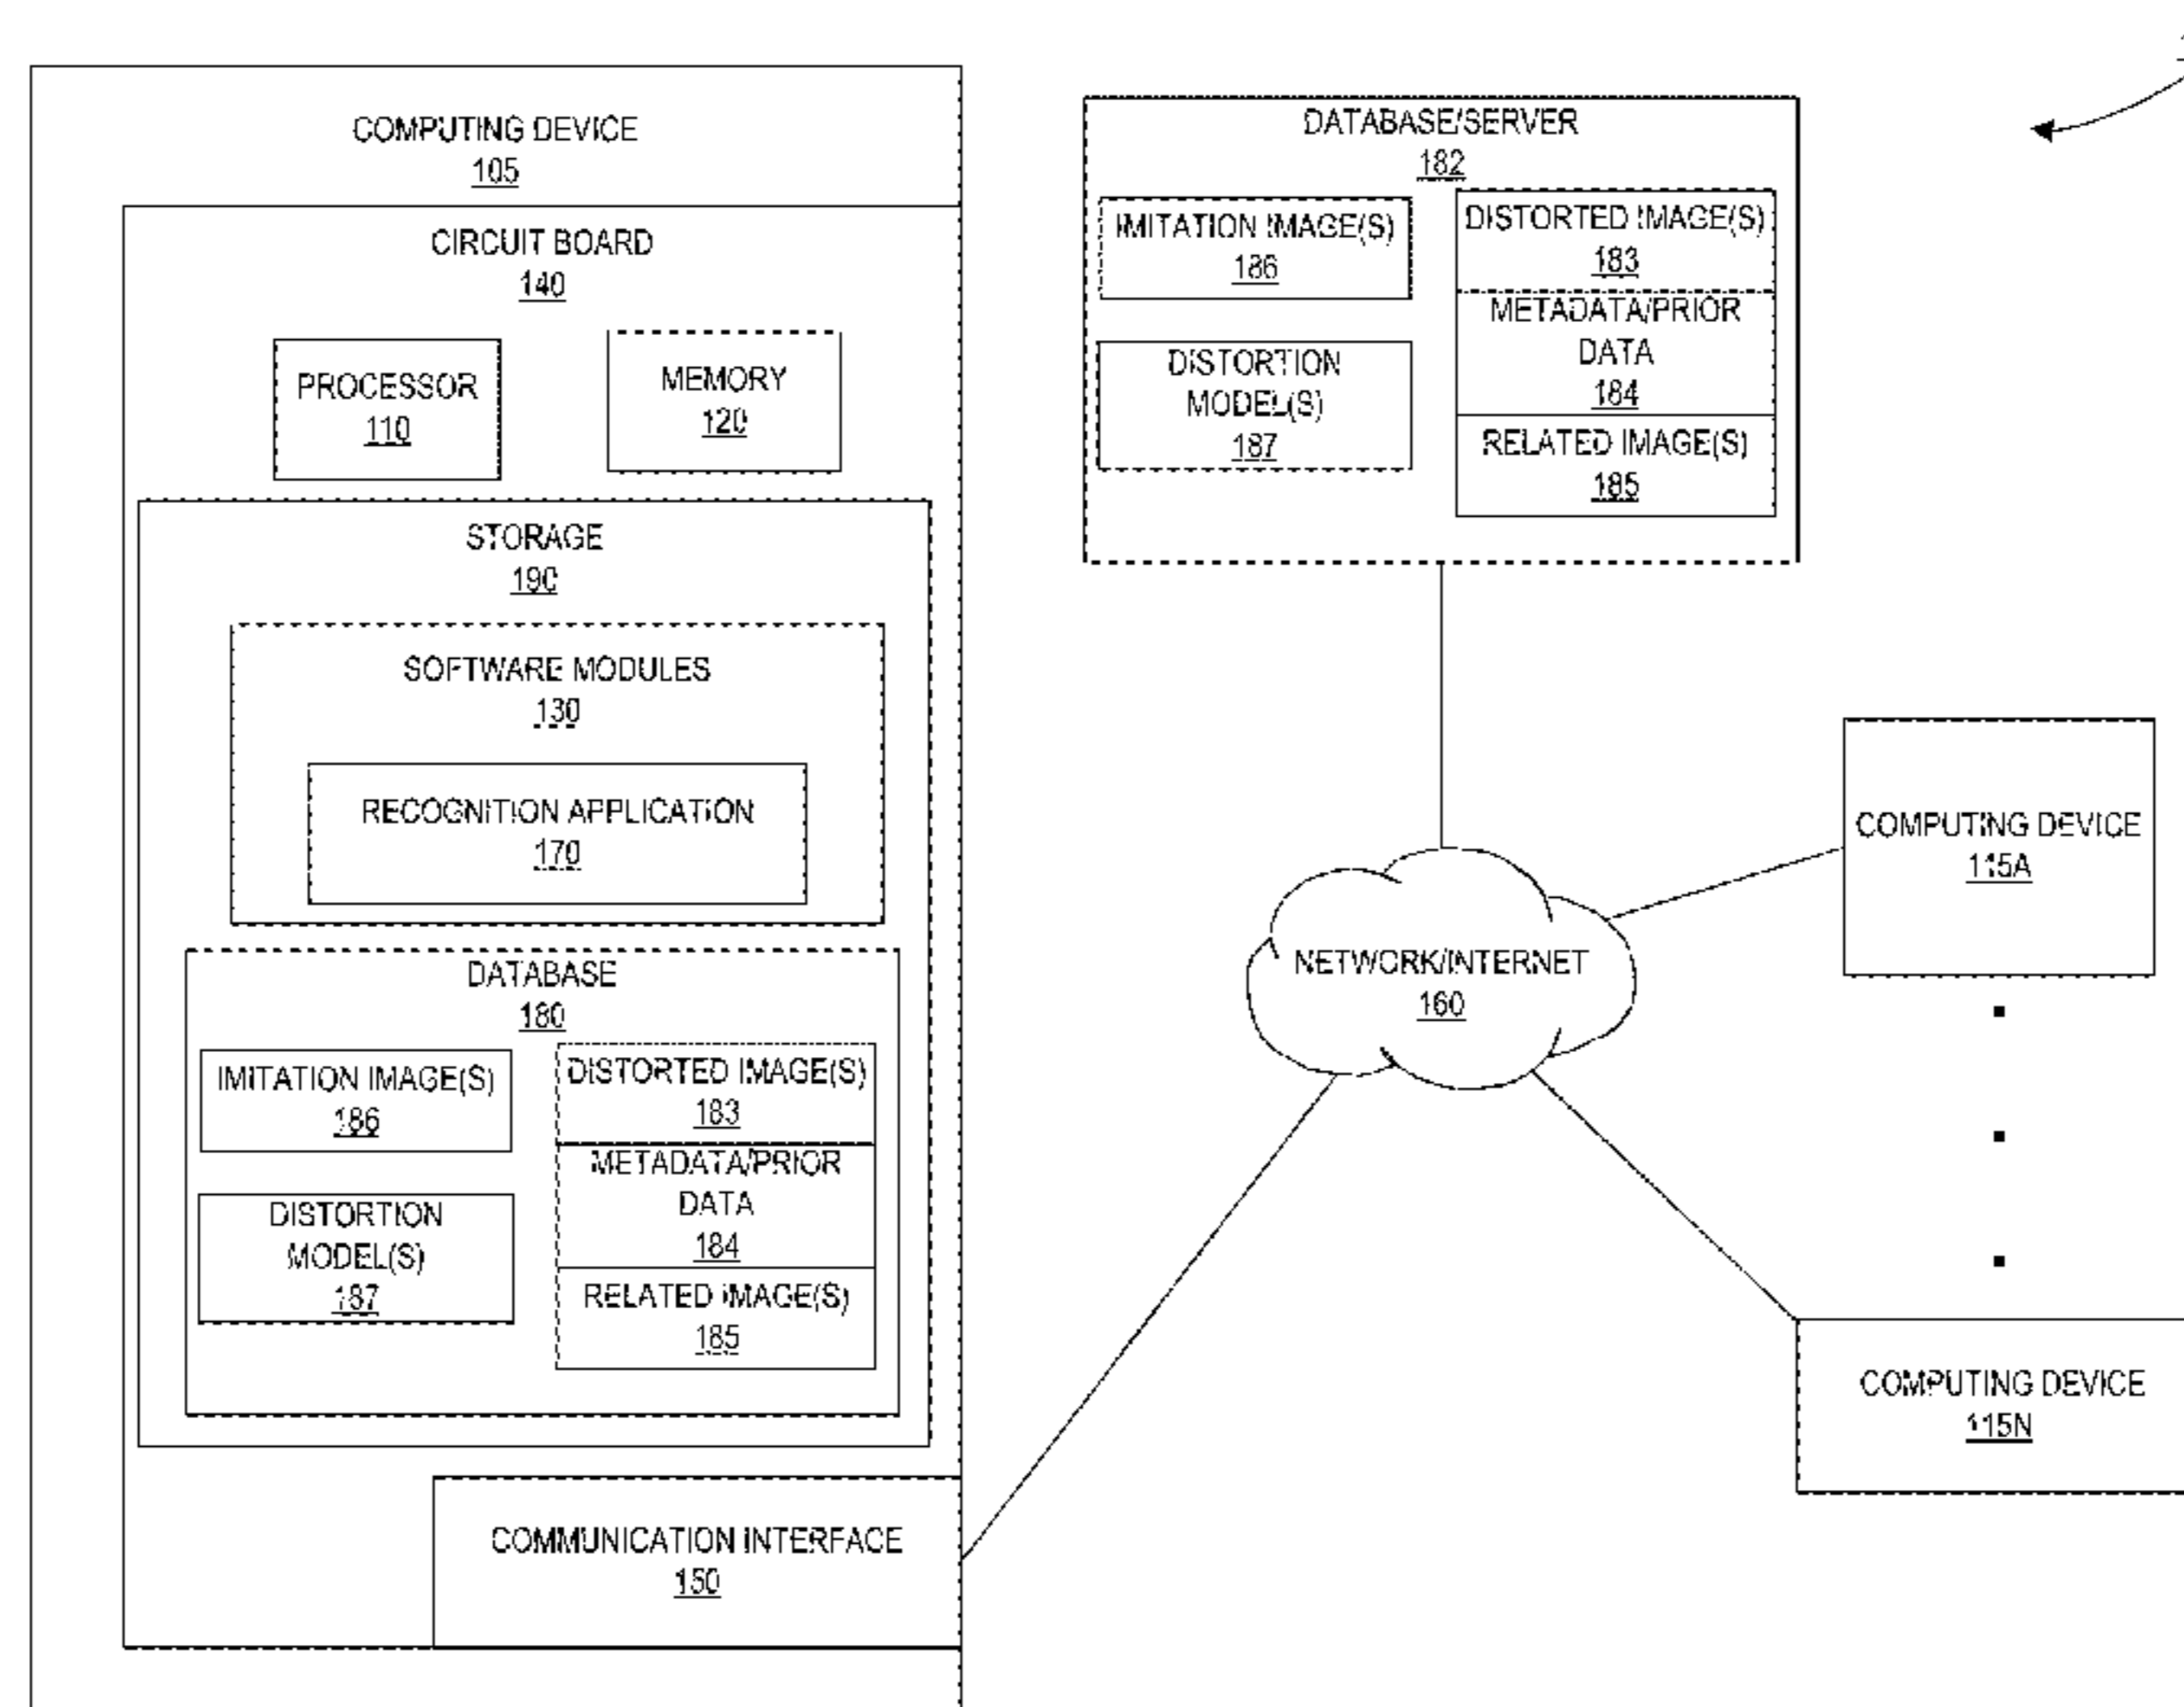 COMPUTING DEVICE
105
CIRCUIT BOARD
140
PROCESSOR
110
MEMORY
120
STORAGE
190
SOFTWARE MODULES
130
RECOGNITION APPLICATION
170
DATABASE
180
IMITATION IMAGE(S)
186
DISTORTION
MODEL(S)
187
DISTORTED IMAGE(S)
183
METADATA/PRIOR
DATA
184
RELATED IMAGE(S)
185
COMMUNICATION INTERFACE
150
DATABASE/SERVER
182
IMITATION IMAGE(S)
186
DISTORTION
MODEL(S)
187
DISTORTED IMAGE(S)
183
METADATA/PRIOR
DATA
184
RELATED IMAGE(S)
185
NETWORK/INTERNET
160
COMPUTING DEVICE
115A
COMPUTING DEVICE
115N